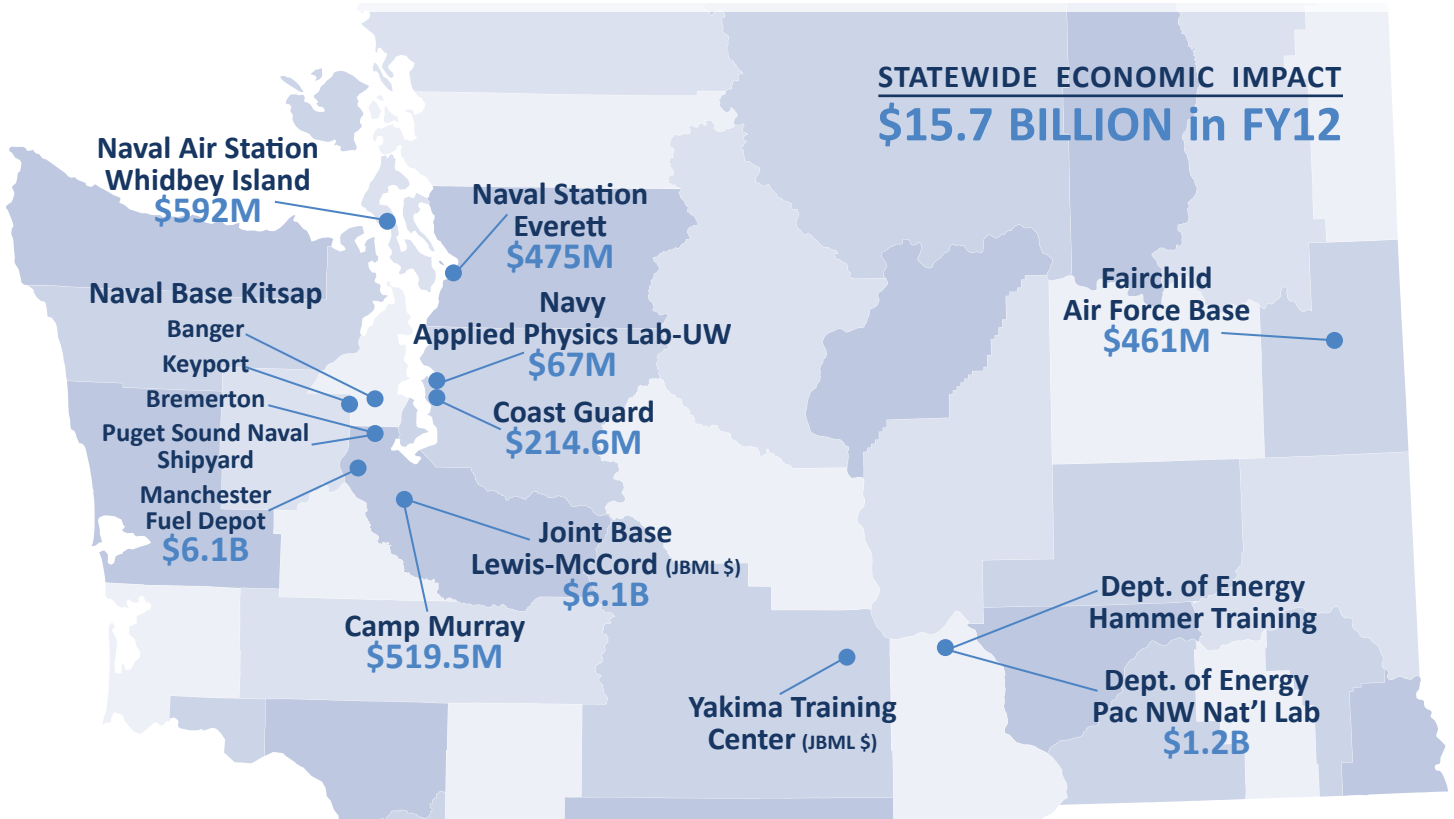 STATEWIDE ECONOMIC IMPACT
$15.7 BILLION in FY12
Naval Air Station
Whidbey Island
$592M
Naval Station
Everett
$475M
Naval Base Kitsap
Banger
Keyport
Bremerton
Puget Sound Naval
Shipyard
Manchester
Fuel Depot
$6.1B
Navy
Applied Physics Lab-UW
$67M
Coast Guard
$214.6M
Fairchild
Air Force Base
$461M
Joint Base
Lewis-McCord (JBML $)
$6.1B
Camp Murray
$519.5M
Yakima Training
Center (JBML $)
Dept. of Energy
Hammer Training
Dept. of Energy
Pac NW Nat’l Lab
$1.2B